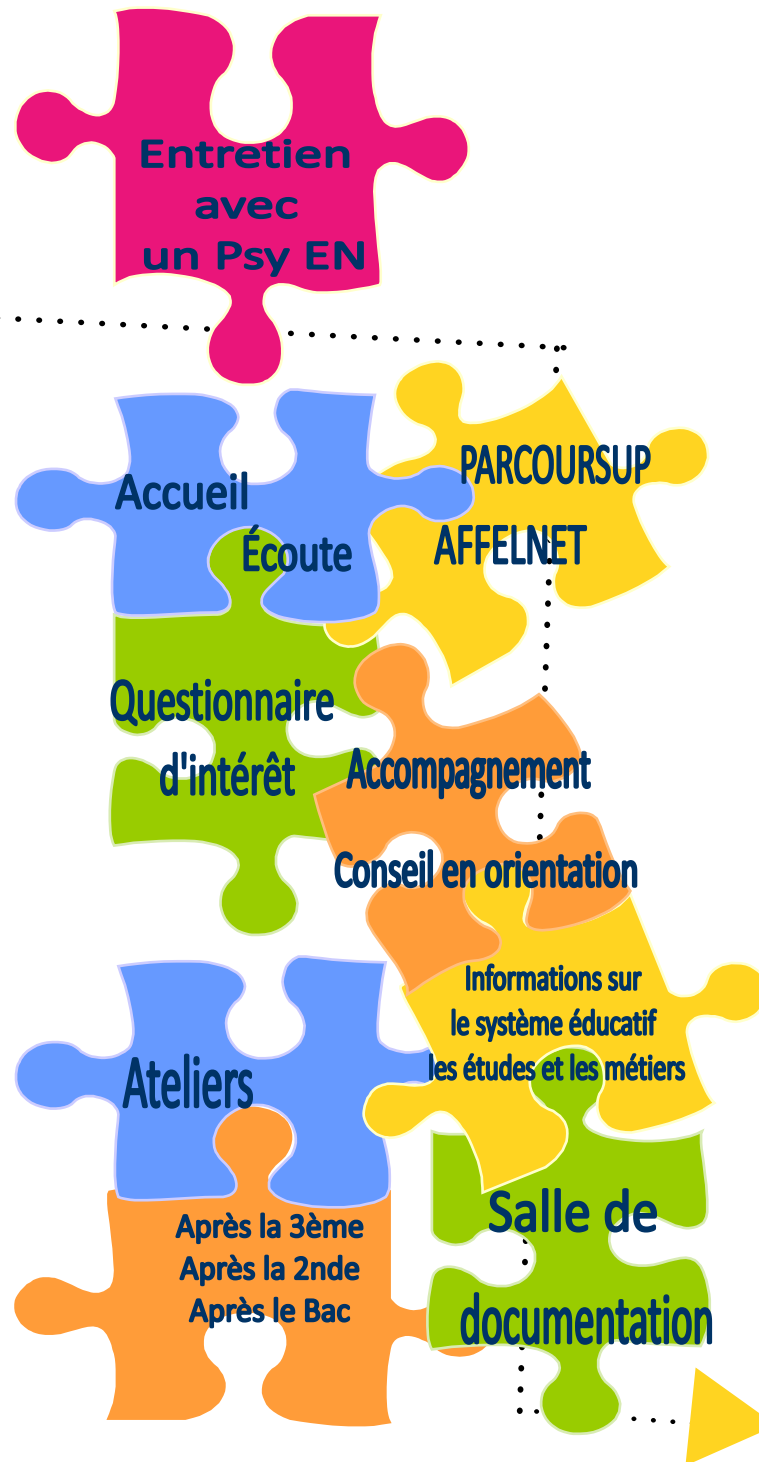 Entretien
avec
un Psy EN
Accueil
Écoute
PARCOURSUP
AFFELNET
Questionnaire
d'intérêt
Accompagnement
Conseil en orientation
Informations sur
le système éducatif
les études et les métiers
Ateliers
Après la 3ème
Après la 2nde
Après le Bac
Salle de
documentation